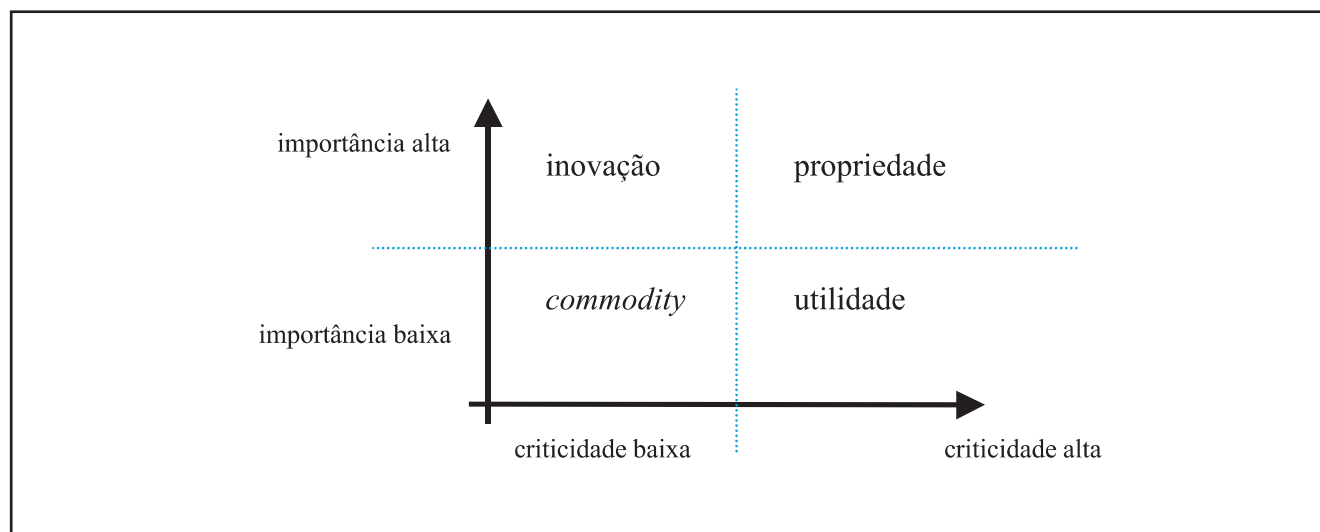 importância alta
inovação
propriedade
commodity
utilidade
importância baixa
criticidade baixa
criticidade alta